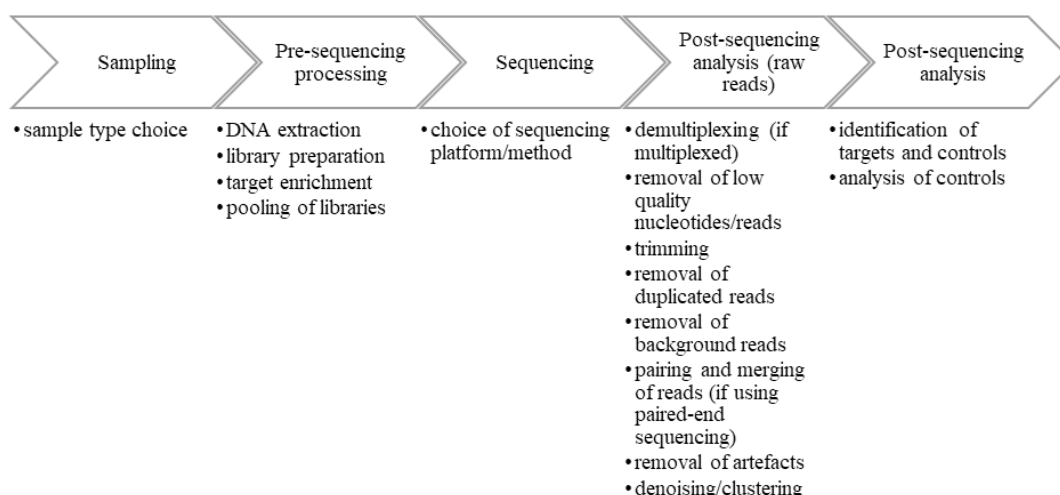 Sampling
Pre-sequencing
processing
Sequencing
Post-sequencing
analysis (raw
reads)
Post-sequencing
analysis
•sample type choice
•DNA extraction
•library preparation
•target enrichment
•pooling of libraries
•choice of sequencing
platform/method
•demultiplexing (if
multiplexed)
•removal of low
quality
nucleotides/reads
•trimming
•removal of
duplicated reads
•removal of
background reads
•pairing and merging
of reads (if using
paired-end
sequencing)
•removal of artefacts
•denoising/clustering
•identification of
targets and controls
•analysis of controls